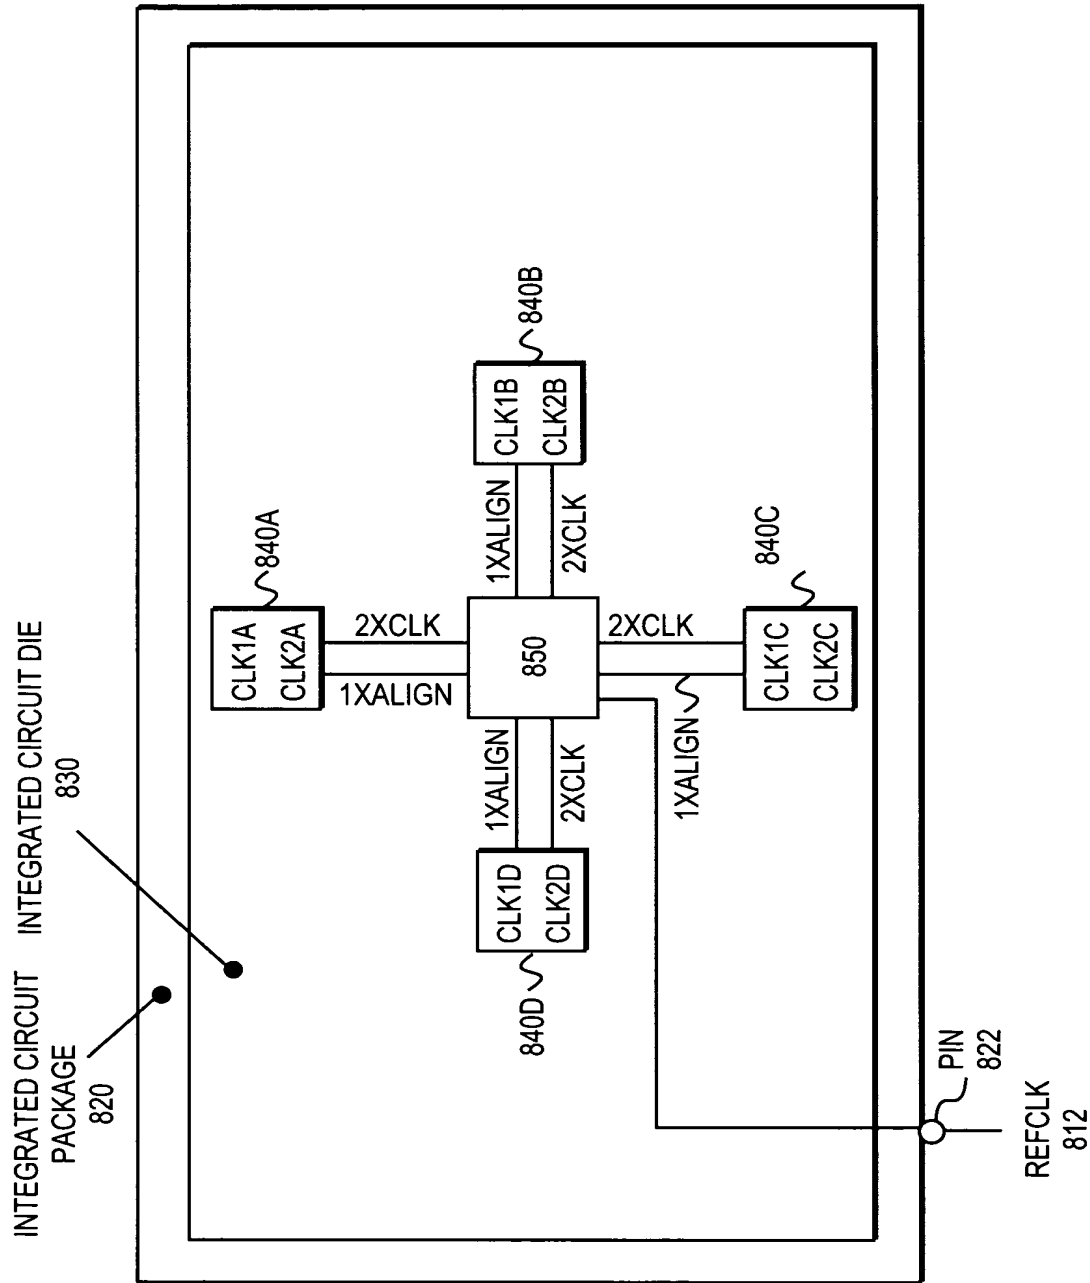 INTEGRATED CIRCUIT
PACKAGE
820
INTEGRATED CIRCUIT DIE
830
CLK1A
CLK2A
840A
1XALIGN
2XCLK
CLK1D
CLK2D
840D
1XALIGN
2XCLK
850
1XALIGN
2XCLK
CLK1B
CLK2B
840B
1XALIGN
2XCLK
CLK1C
CLK2C
840C
PIN
822
REFCLK
812